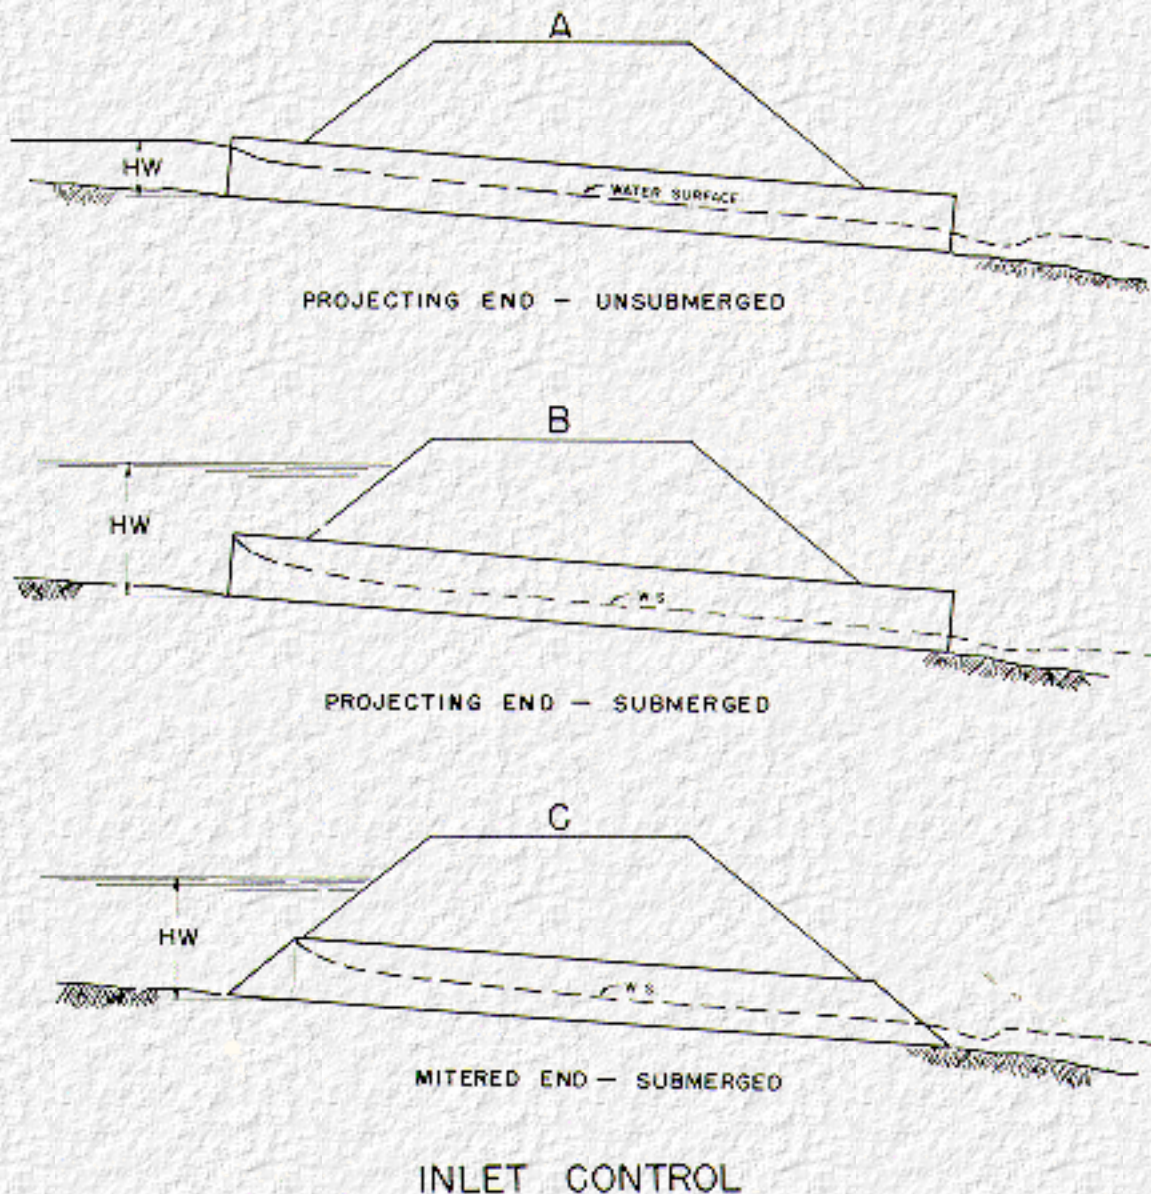 A
HW
WATER SURFACE
PROJECTING END — UNSUBMERGED
B
HW
W S
PROJECTING END — SUBMERGED
C
HW
W S
MITERED END — SUBMERGED
INLET CONTROL